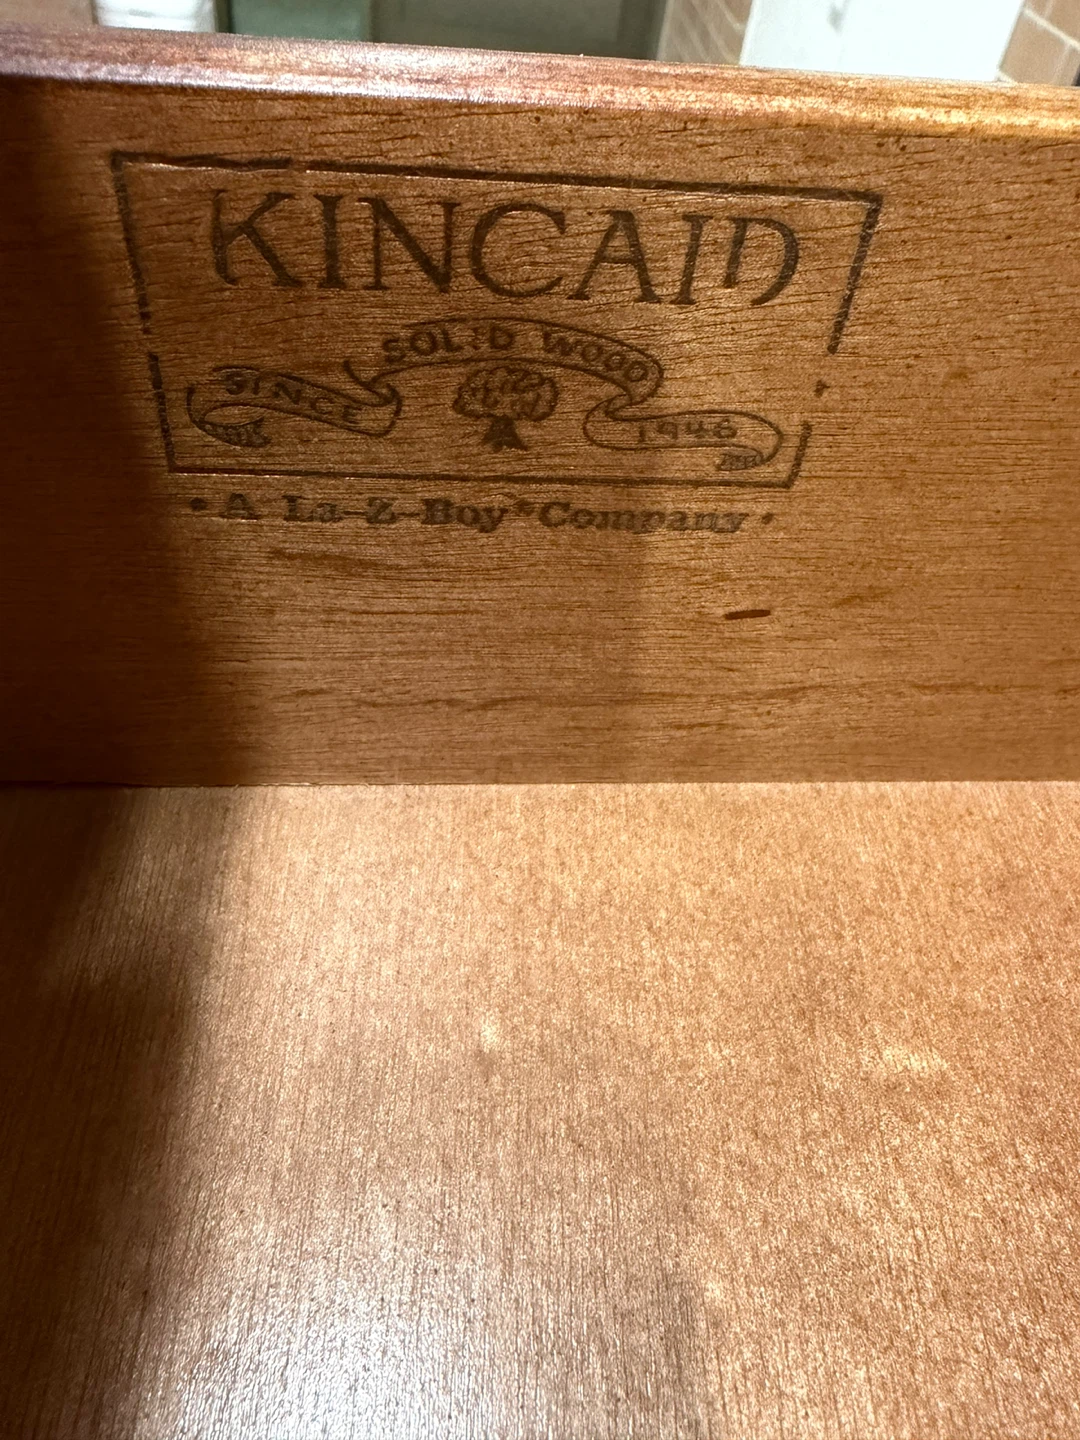 KINCAID
SOLID WOOD
SINCE 1946
• A La-Z-Boy® Company •